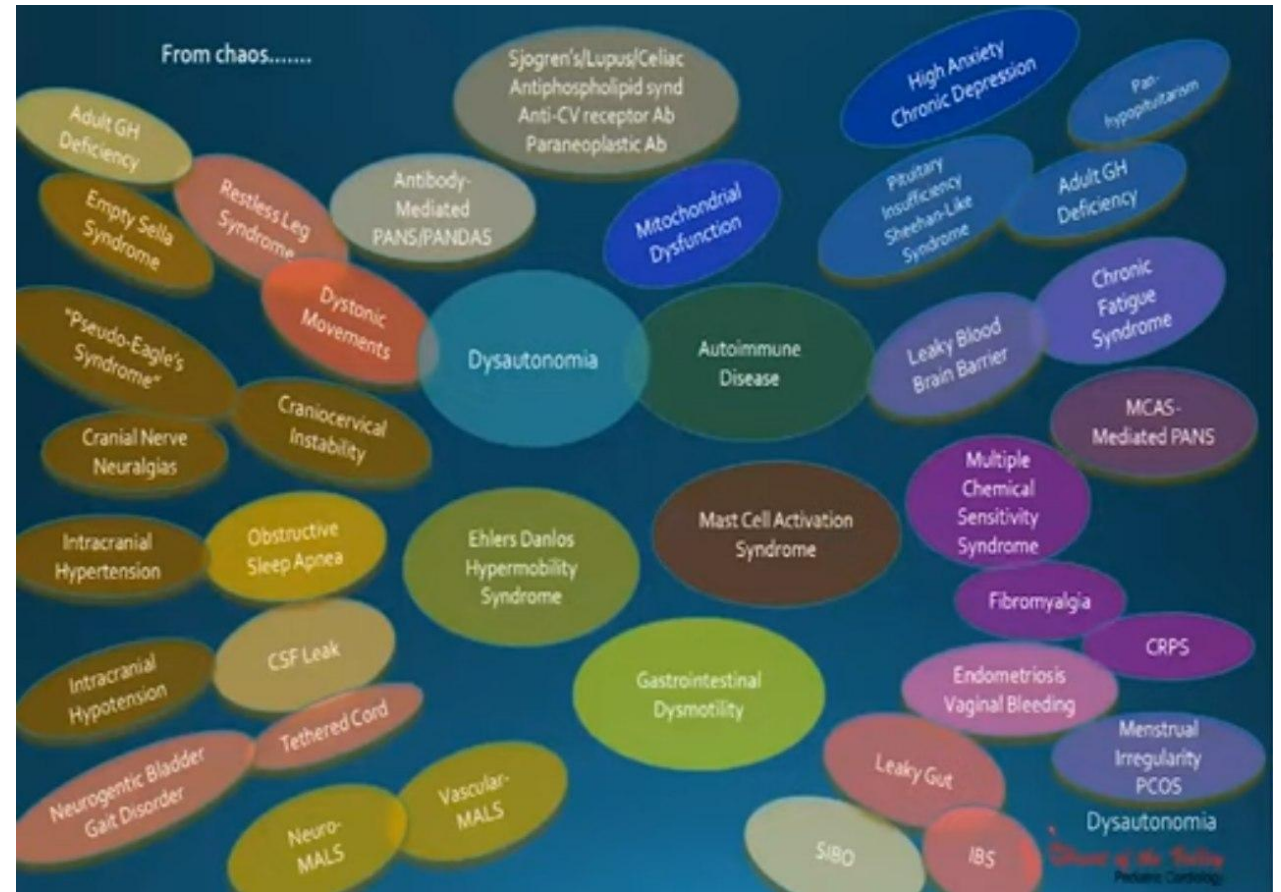 From chaos.......
Sjogren's/Lupus/Celiac
Antiphospholipid synd
Anti-CV receptor Ab
Paraneoplastic Ab
High Anxiety
Chronic Depression
Pan-
hypopituitarism
Adult GH
Deficiency
Restless Leg
Syndrome
Antibody-
Mediated
PANS/PANDAS
Mitochondrial
Dysfunction
Pituitary
Insufficiency
Sheehan-Like
Syndrome
Adult GH
Deficiency
Empty Sella
Syndrome
Dystonic
Movements
Dysautonomia
Autoimmune
Disease
Leaky Blood
Brain Barrier
Chronic
Fatigue
Syndrome
"Pseudo-Eagle's
Syndrome"
Craniocervical
Instability
MCAS-
Mediated PANS
Cranial Nerve
Neuralgias
Multiple
Chemical
Sensitivity
Syndrome
Intracranial
Hypertension
Obstructive
Sleep Apnea
Ehlers Danlos
Hypermobility
Syndrome
Mast Cell Activation
Syndrome
Fibromyalgia
CRPS
Intracranial
Hypotension
CSF Leak
Gastrointestinal
Dysmotility
Endometriosis
Vaginal Bleeding
Tethered Cord
Menstrual
Irregularity
PCOS
Neurogentic Bladder
Gait Disorder
Vascular-
MALS
Leaky Gut
Neuro-
MALS
SIBO
IBS
Dysautonomia
of the Valley
Pediatric Cardiology